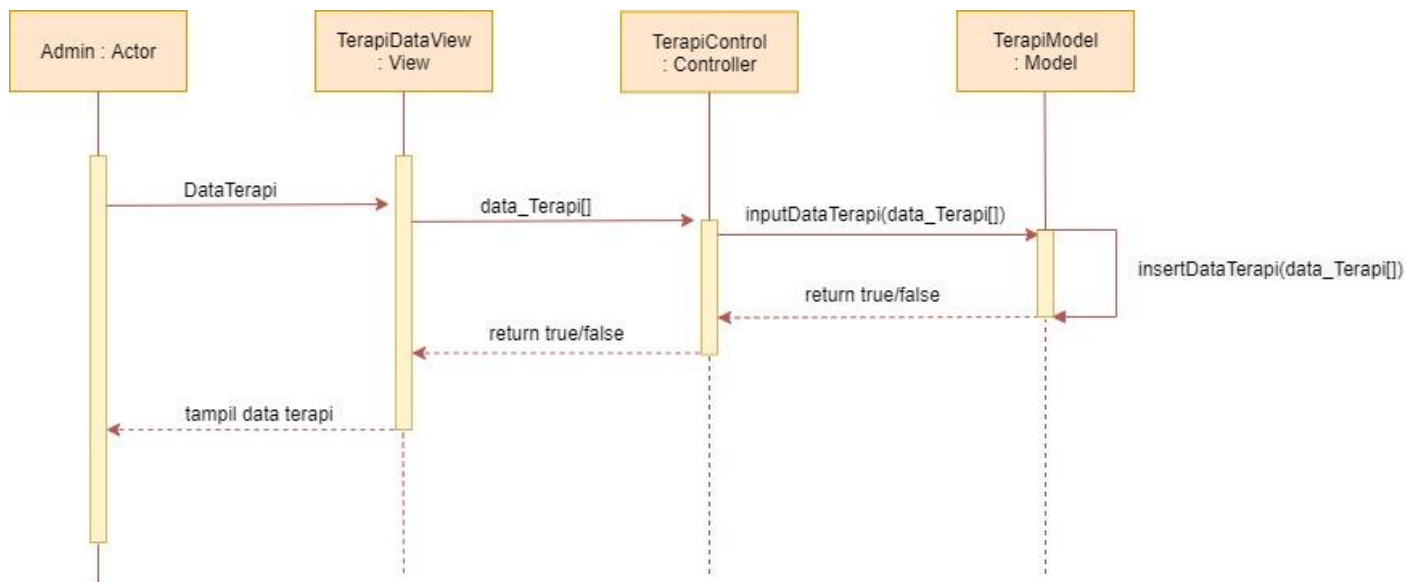 Admin : Actor
TerapiDataView
: View
TerapiControl
: Controller
TerapiModel
: Model
DataTerapi
data_Terapi[]
inputDataTerapi(data_Terapi[])
insertDataTerapi(data_Terapi[])
return true/false
return true/false
tampil data terapi